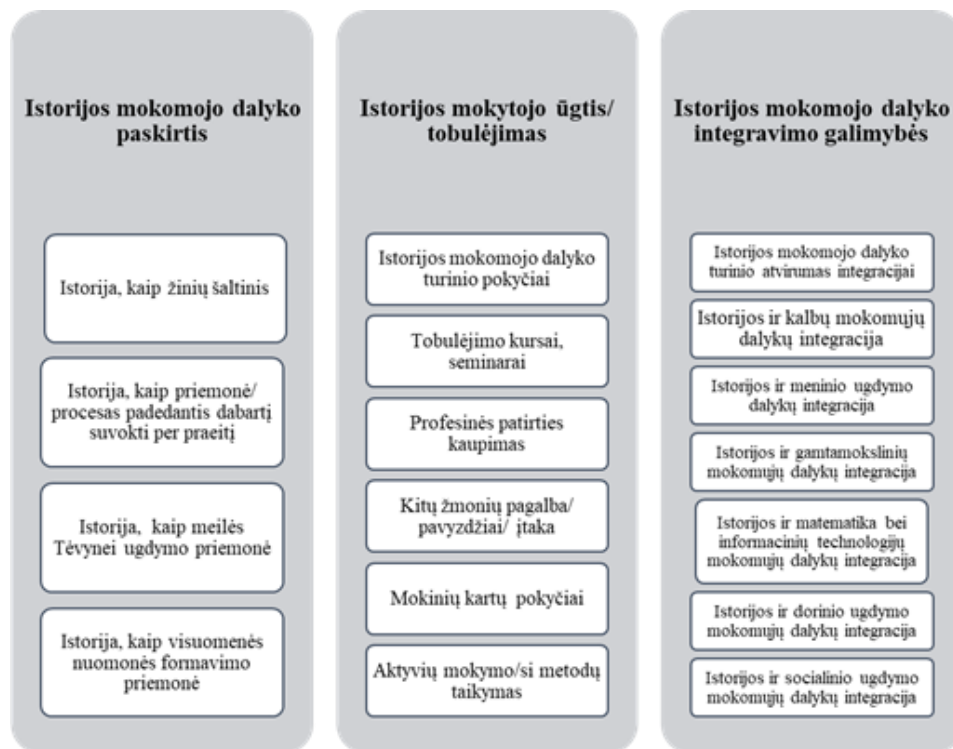 Istorijos mokomojo dalyko
paskirtis
Istorija, kaip žinių šaltinis
Istorija, kaip priemonė/
procesas padedantis dabartį
suvokti per praeitį
Istorija, kaip meilės
Tėvynei ugdymo priemonė
Istorija, kaip visuomenės
nuomonės formavimo
priemonė
Istorijos mokytojo ūgtis/
tobulėjimas
Istorijos mokomojo dalyko
turinio pokyčiai
Tobulėjimo kursai,
seminarai
Profesinės patirties
kaupimas
Kitų žmonių pagalba/
pavyzdžiai/ įtaka
Mokinių kartų pokyčiai
Aktyvių mokymo/si metodų
taikymas
Istorijos mokomojo dalyko
integravimo galimybės
Istorijos mokomojo dalyko
turinio atvirumas integracijai
Istorijos ir kalbų mokomųjų
dalykų integracija
Istorijos ir meninio ugdymo
dalykų integracija
Istorijos ir gamtamokslinių
mokomųjų dalykų integracija
Istorijos ir matematika bei
informacinių technologijų
mokomųjų dalykų integracija
Istorijos ir dorinio ugdymo
mokomųjų dalykų integracija
Istorijos ir socialinio ugdymo
mokomųjų dalykų integracija